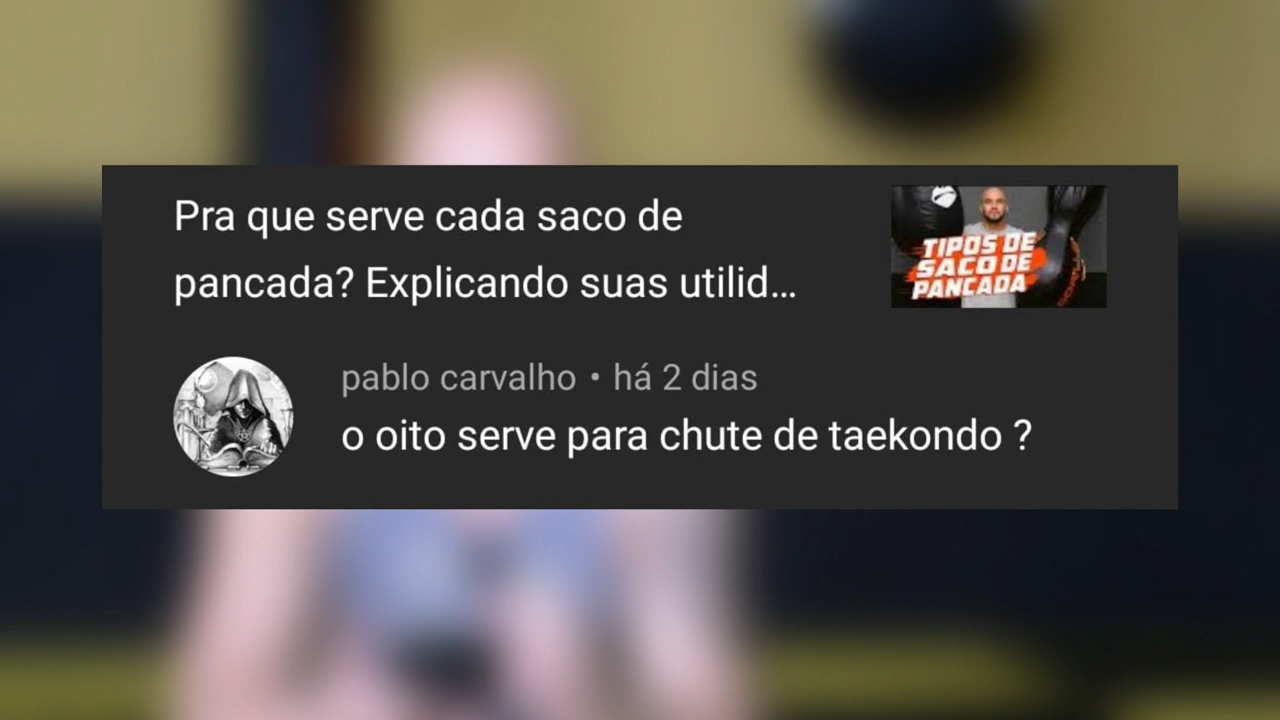 Pra que serve cada saco de
pancada? Explicando suas utilid...
TIPOS DE
SACO DE
PANCADA
pablo carvalho • há 2 dias
o oito serve para chute de taekondo ?